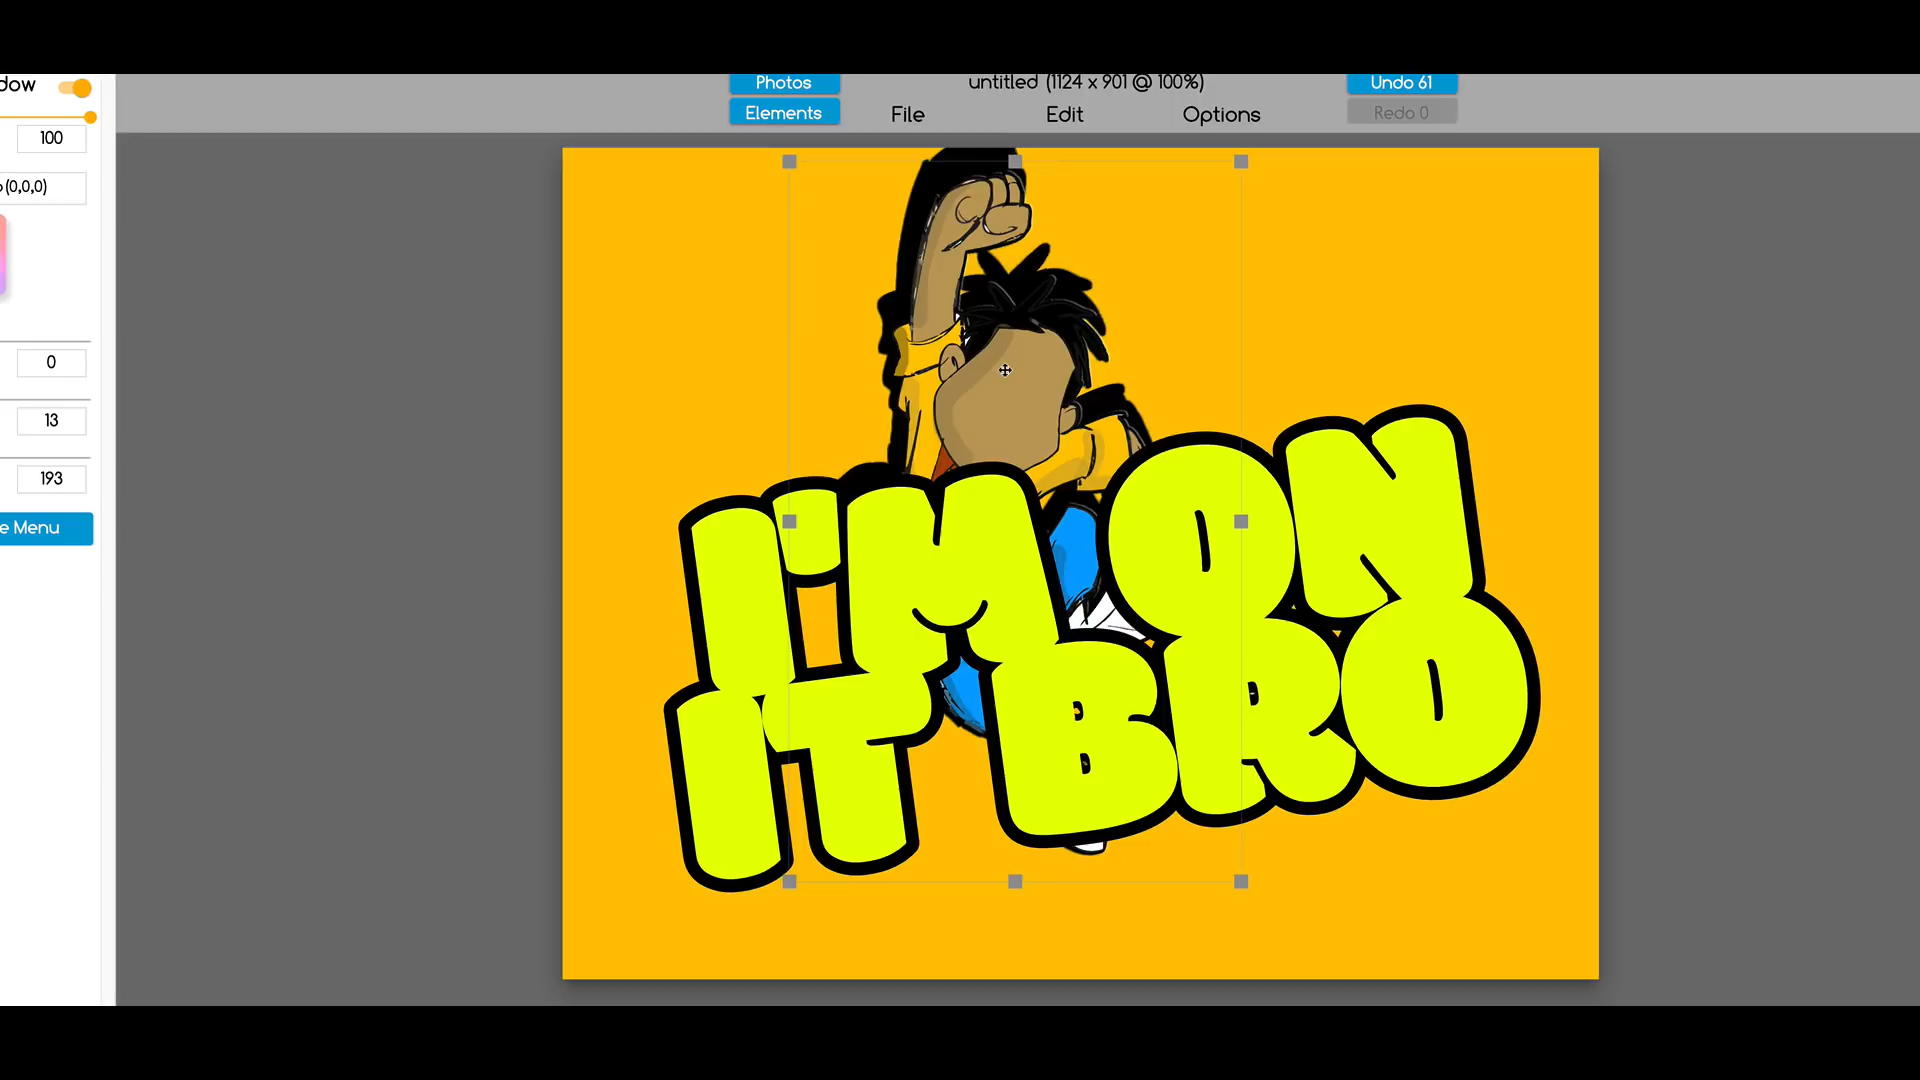 dow
100
(0,0,0)
0
13
193
e Menu
Photos
Elements
untitled (1124 x 901 @ 100%)
File
Edit
Options
Undo 61
Redo 0
I'M ON
IT BRO